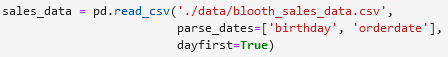 sales_data = pd.read_csv('./data/blooth_sales_data.csv',
parse_dates=['birthday', 'orderdate'],
dayfirst=True)